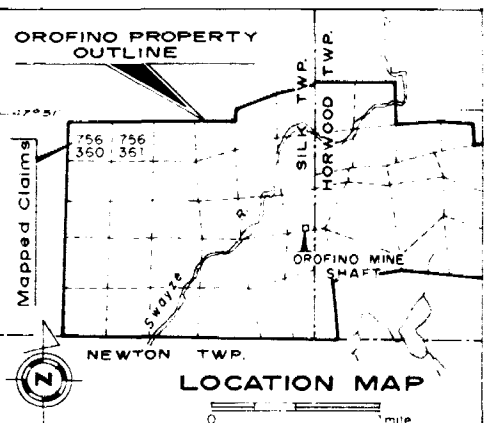 OROFINO PROPERTY
OUTLINE
SILK TWP.
HORWOOD TWP.
Mapped Claims
756 756
360 361
Swayze R.
OROFINO MINE
SHAFT
NEWTON TWP.
N
LOCATION MAP
0 1 mile